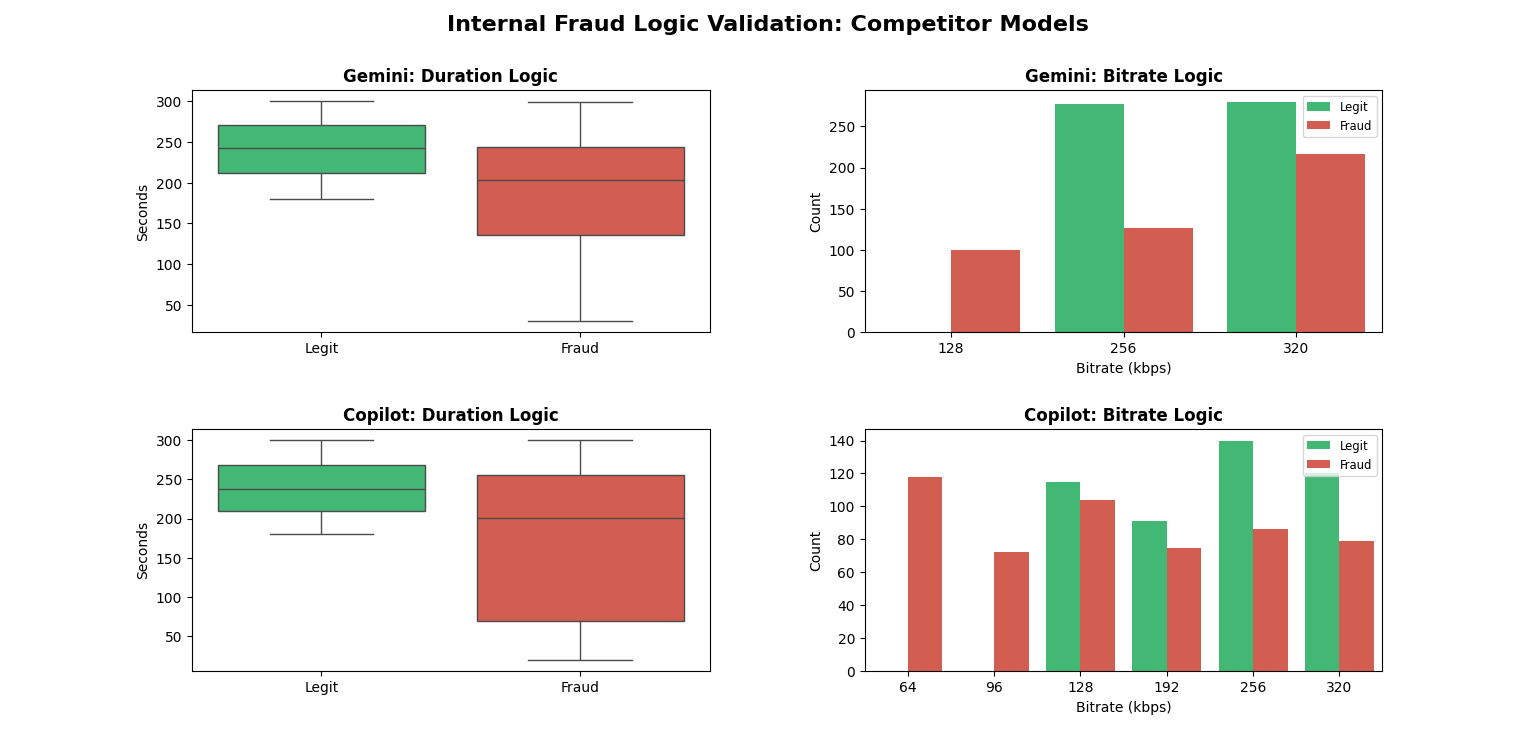 Internal Fraud Logic Validation: Competitor Models
Gemini: Duration Logic
300
250
200
150
100
50
Seconds
Legit
Fraud
Gemini: Bitrate Logic
Legit
Fraud
250
200
150
100
50
0
Count
128
256
320
Bitrate (kbps)
Copilot: Duration Logic
300
250
200
150
100
50
Seconds
Legit
Fraud
Copilot: Bitrate Logic
Legit
Fraud
140
120
100
80
60
40
20
0
Count
64
96
128
192
256
320
Bitrate (kbps)